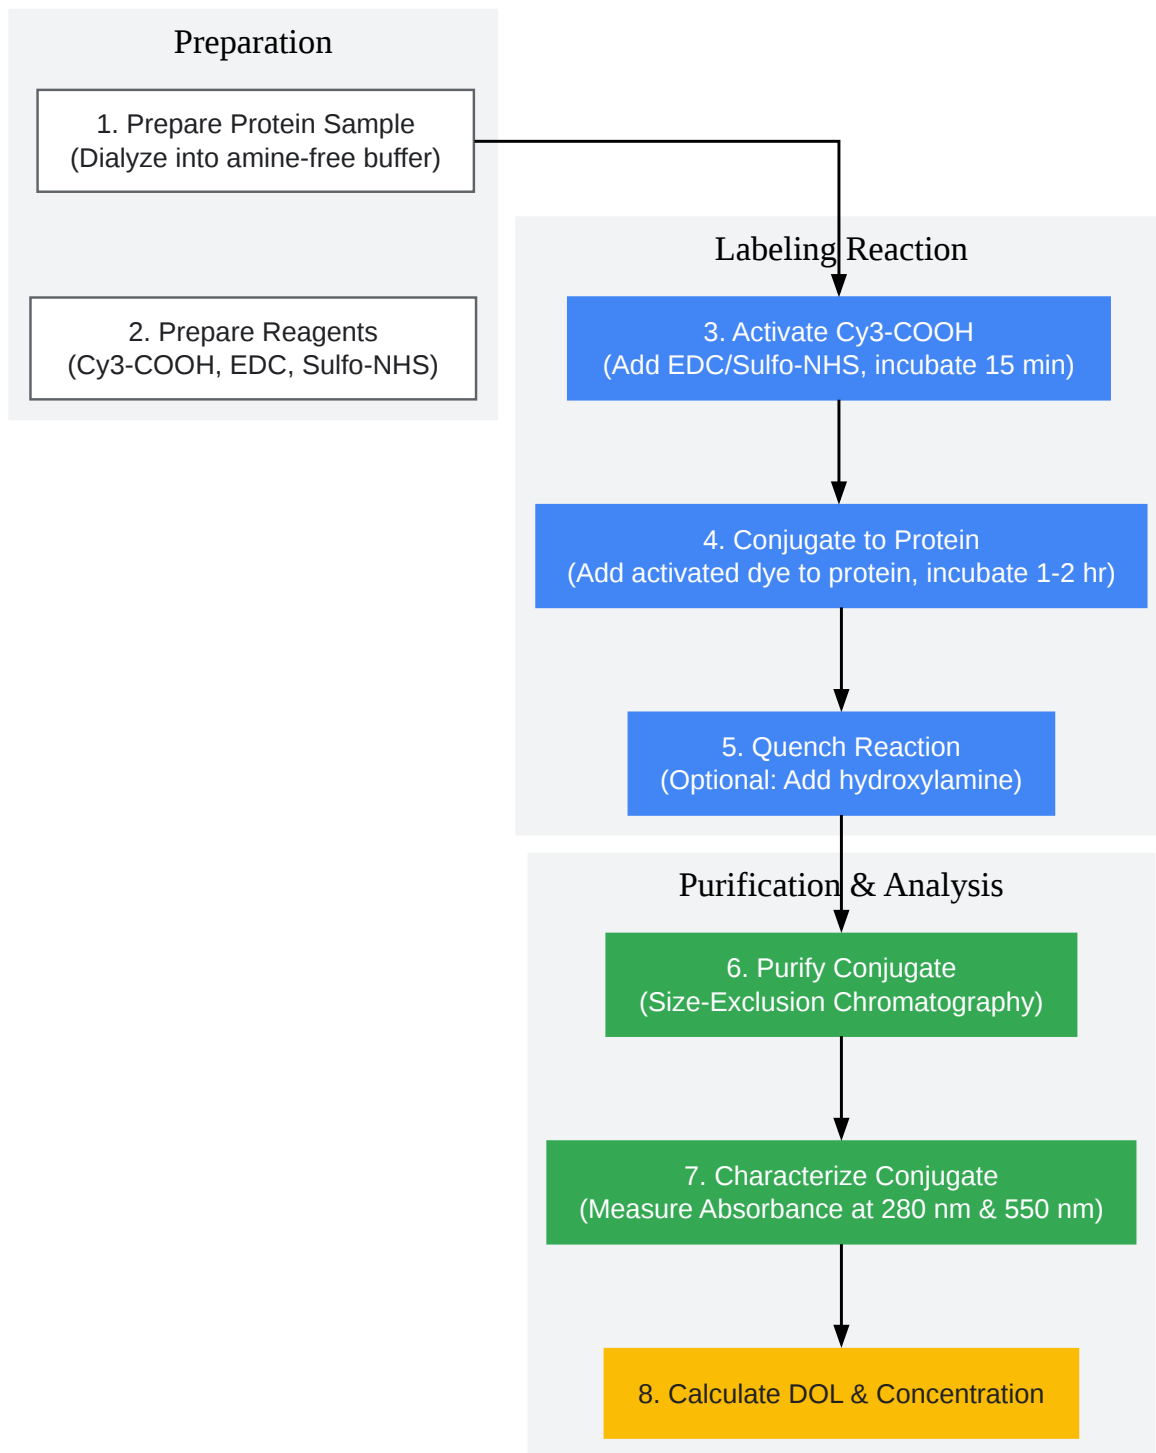 Preparation
1. Prepare Protein Sample
(Dialyze into amine-free buffer)
2. Prepare Reagents
(Cy3-COOH, EDC, Sulfo-NHS)
Labeling Reaction
3. Activate Cy3-COOH
(Add EDC/Sulfo-NHS, incubate 15 min)
4. Conjugate to Protein
(Add activated dye to protein, incubate 1-2 hr)
5. Quench Reaction
(Optional: Add hydroxylamine)
Purification & Analysis
6. Purify Conjugate
(Size-Exclusion Chromatography)
7. Characterize Conjugate
(Measure Absorbance at 280 nm & 550 nm)
8. Calculate DOL & Concentration